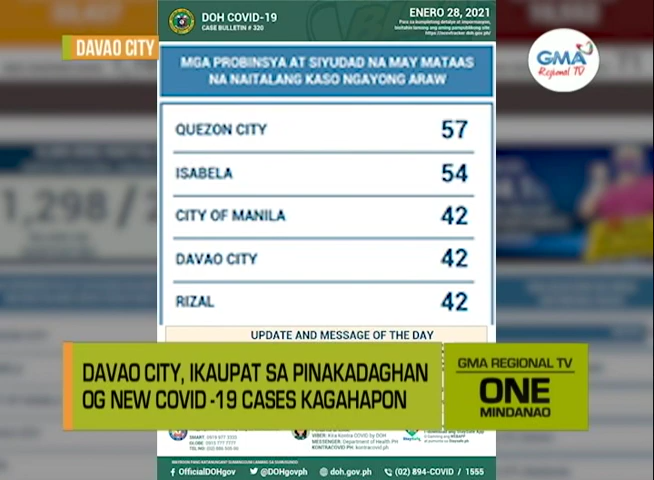 DOH COVID-19
CASE BULLETIN # 320
ENERO 28, 2021
DAVAO CITY
MGA PROBINSYA AT SIYUDAD NA MAY MATAAS
NA NAITALANG KASO NGAYONG ARAW
GMA
Regional TV
QUEZON CITY 57
ISABELA 54
CITY OF MANILA 42
DAVAO CITY 42
RIZAL 42
1,298
UPDATE AND MESSAGE OF THE DAY
DAVAO CITY, IKAUPAT SA PINAKADAGHAN
OG NEW COVID -19 CASES KAGAHAPON
GMA REGIONAL TV
ONE
MINDANAO
OfficialDOHgov @DOHgovph doh.gov.ph (02) 894-COVID / 1555